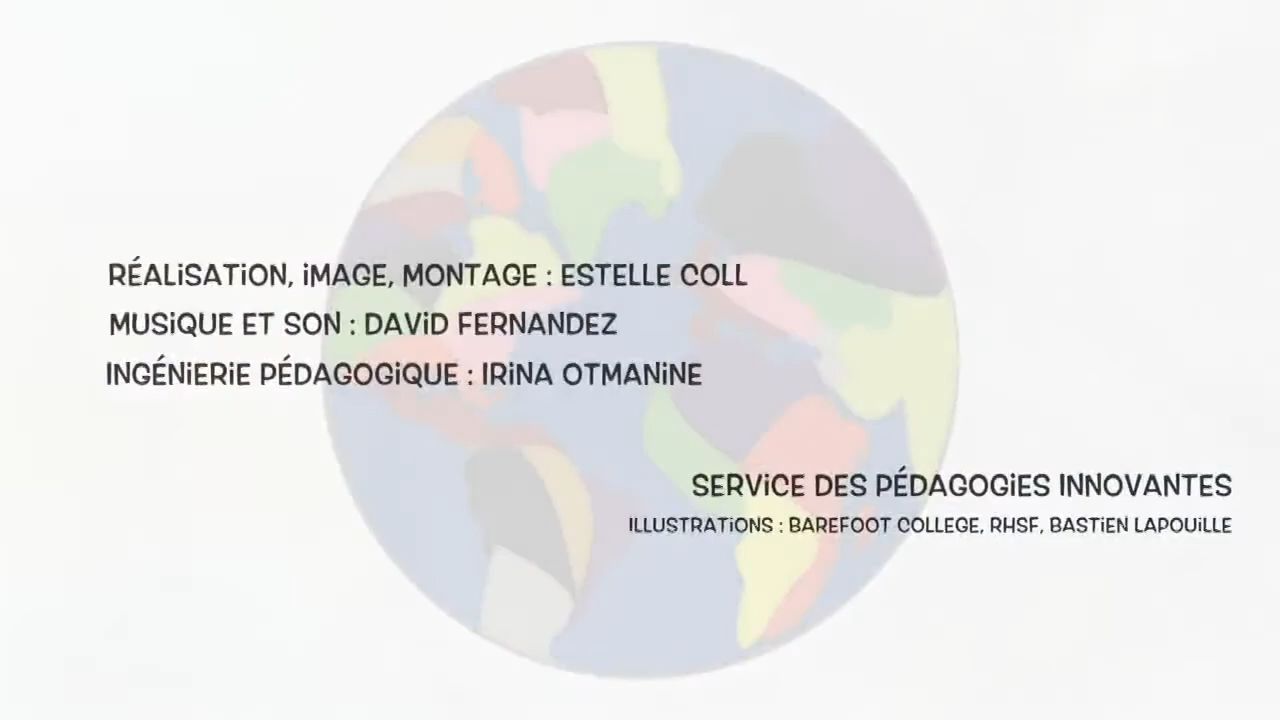 RÉALISATION, IMAGE, MONTAGE : ESTELLE COLL
MUSIQUE ET SON : DAVID FERNANDEZ
INGÉNIERIE PÉDAGOGIQUE : IRINA OTMANINE
SERVICE DES PÉDAGOGIES INNOVANTES
ILLUSTRATIONS : BAREFOOT COLLEGE, RHSF, BASTIEN LAPOUILLE